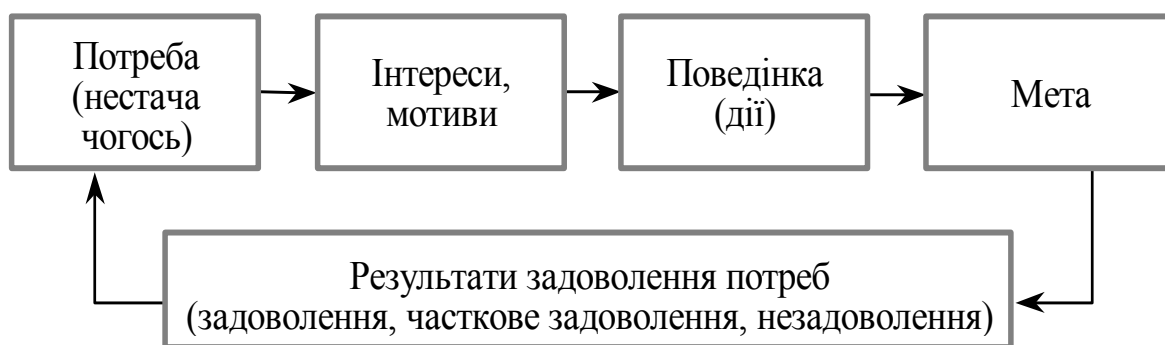 Потреба
(нестача
чогось)
Інтереси,
мотиви
Поведінка
(дії)
Мета
Результати задоволення потреб
(задоволення, часткове задоволення, незадоволення)